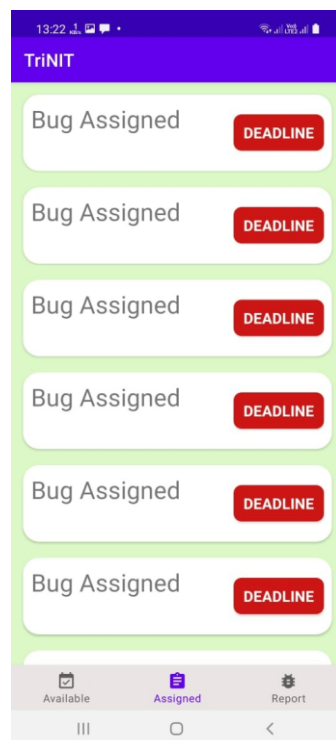 13:22
TriNIT
Bug Assigned
DEADLINE
Bug Assigned
DEADLINE
Bug Assigned
DEADLINE
Bug Assigned
DEADLINE
Bug Assigned
DEADLINE
Bug Assigned
DEADLINE
Available Assigned Report